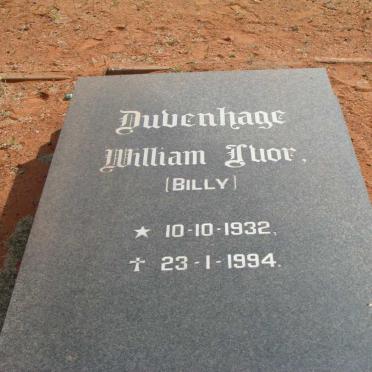 Duvenhage
William Ivor,
(BILLY)
★ 10-10-1932,
✝ 23-1-1994.